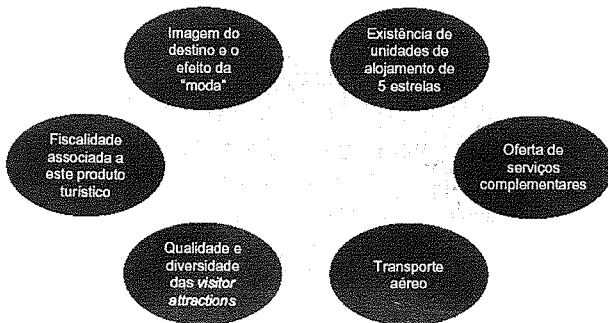 Imagem do
destino e o
efeito da
"moda"
Existência de
unidades de
alojamento de
5 estrelas
Fiscalidade
associada a
este produto
turístico
Oferta de
serviços
complementares
Qualidade e
diversidade
das visitor
attractions
Transporte
aéreo